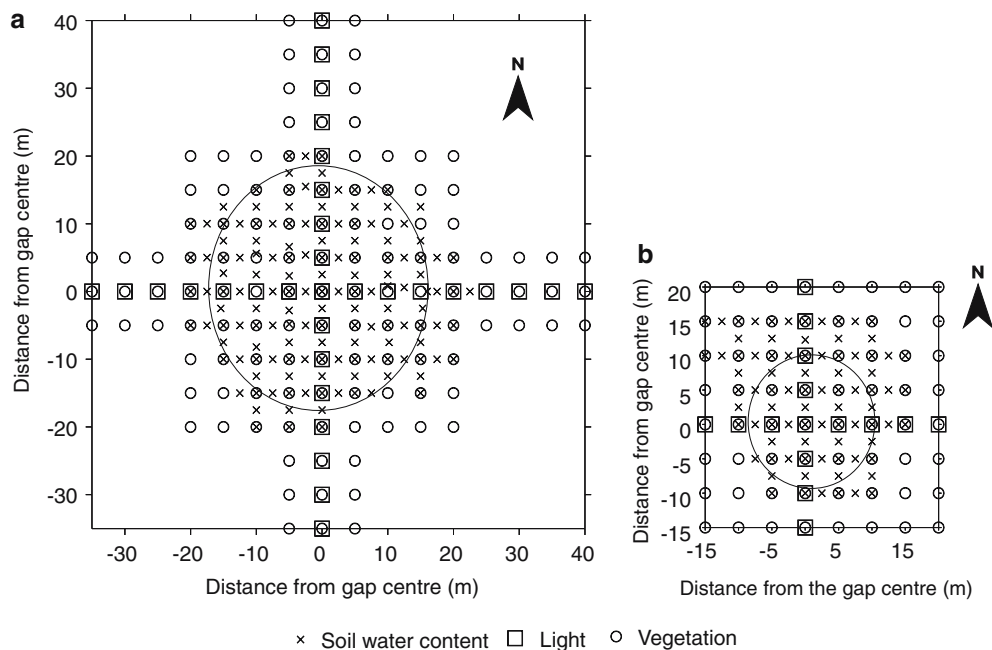 a
N
40
30
20
10
0
-10
-20
-30
Distance from gap centre (m)
-30 -20 -10 0 10 20 30 40
Distance from gap centre (m)
b
N
20
15
10
5
0
-5
-10
-15
Distance from gap centre (m)
-15 -5 5 15
Distance from the gap centre (m)
Soil water content Light Vegetation